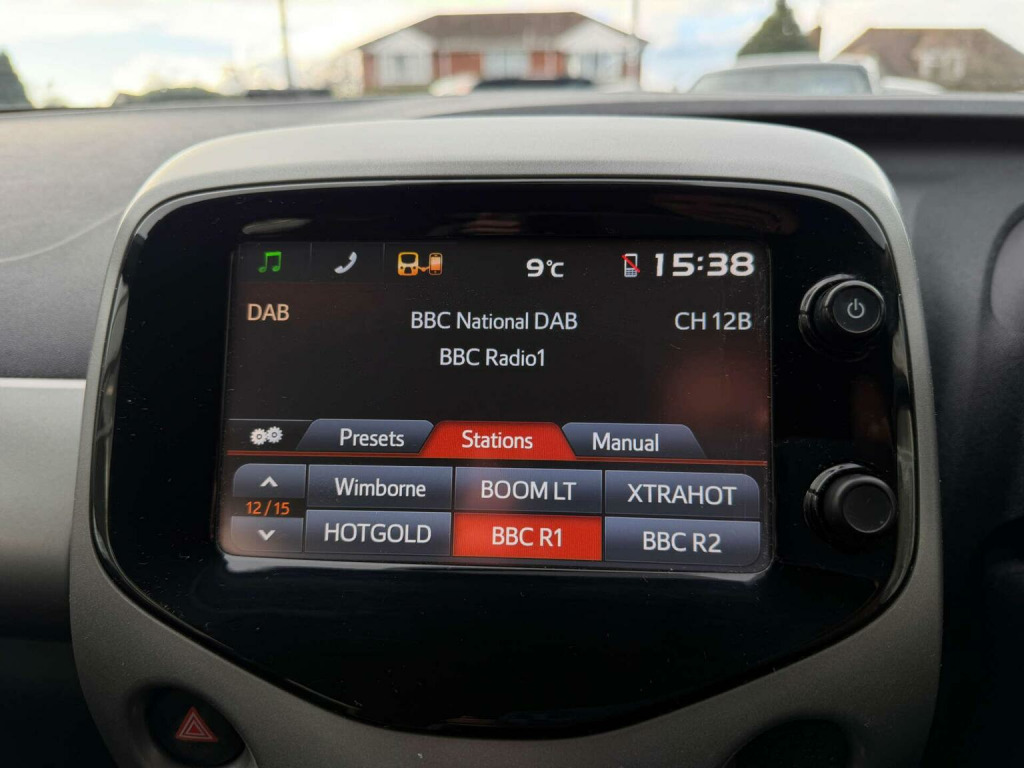 9°C 15:38
DAB BBC National DAB CH 12B
BBC Radio1
Presets Stations Manual
Wimborne BOOM LT XTRAHOT
12/15
HOTGOLD BBC R1 BBC R2